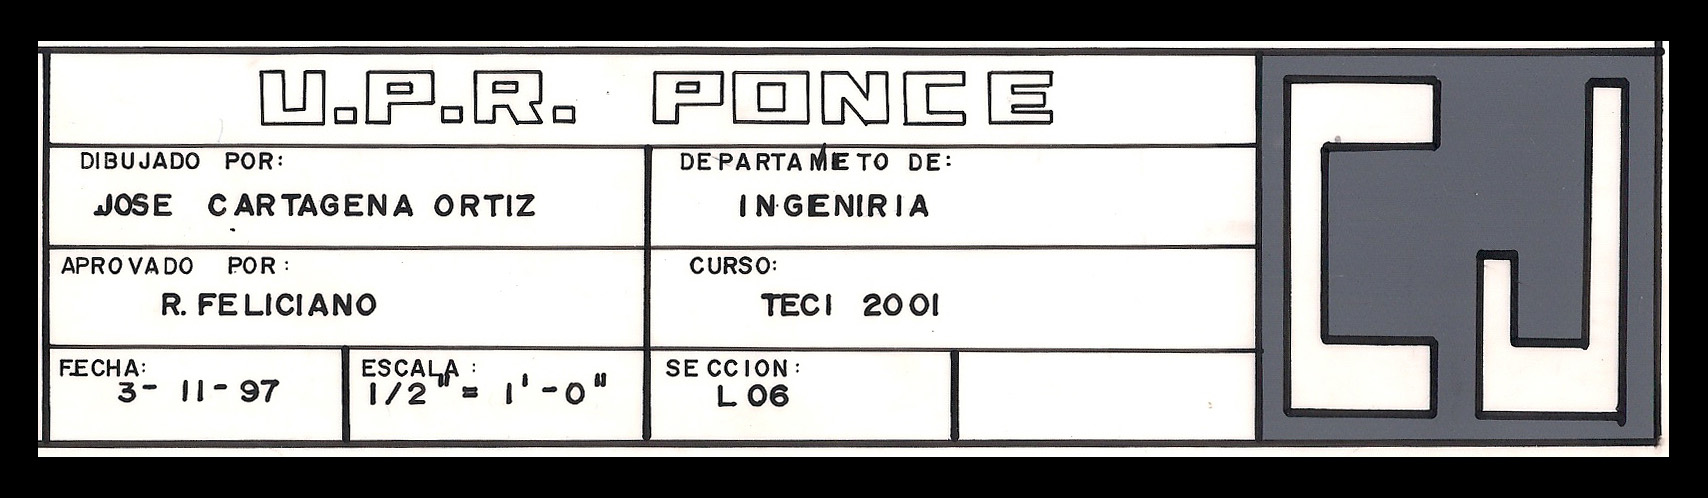 U.P.R. PONCE
DIBUJADO POR:
JOSE CARTAGENA ORTIZ
DEPARTAMETO DE:
INGENIRIA
APROVADO POR:
R. FELICIANO
CURSO:
TECI 2001
FECHA:
3-11-97
ESCALA:
1/2" = 1'-0"
SECCION:
L06
CJ